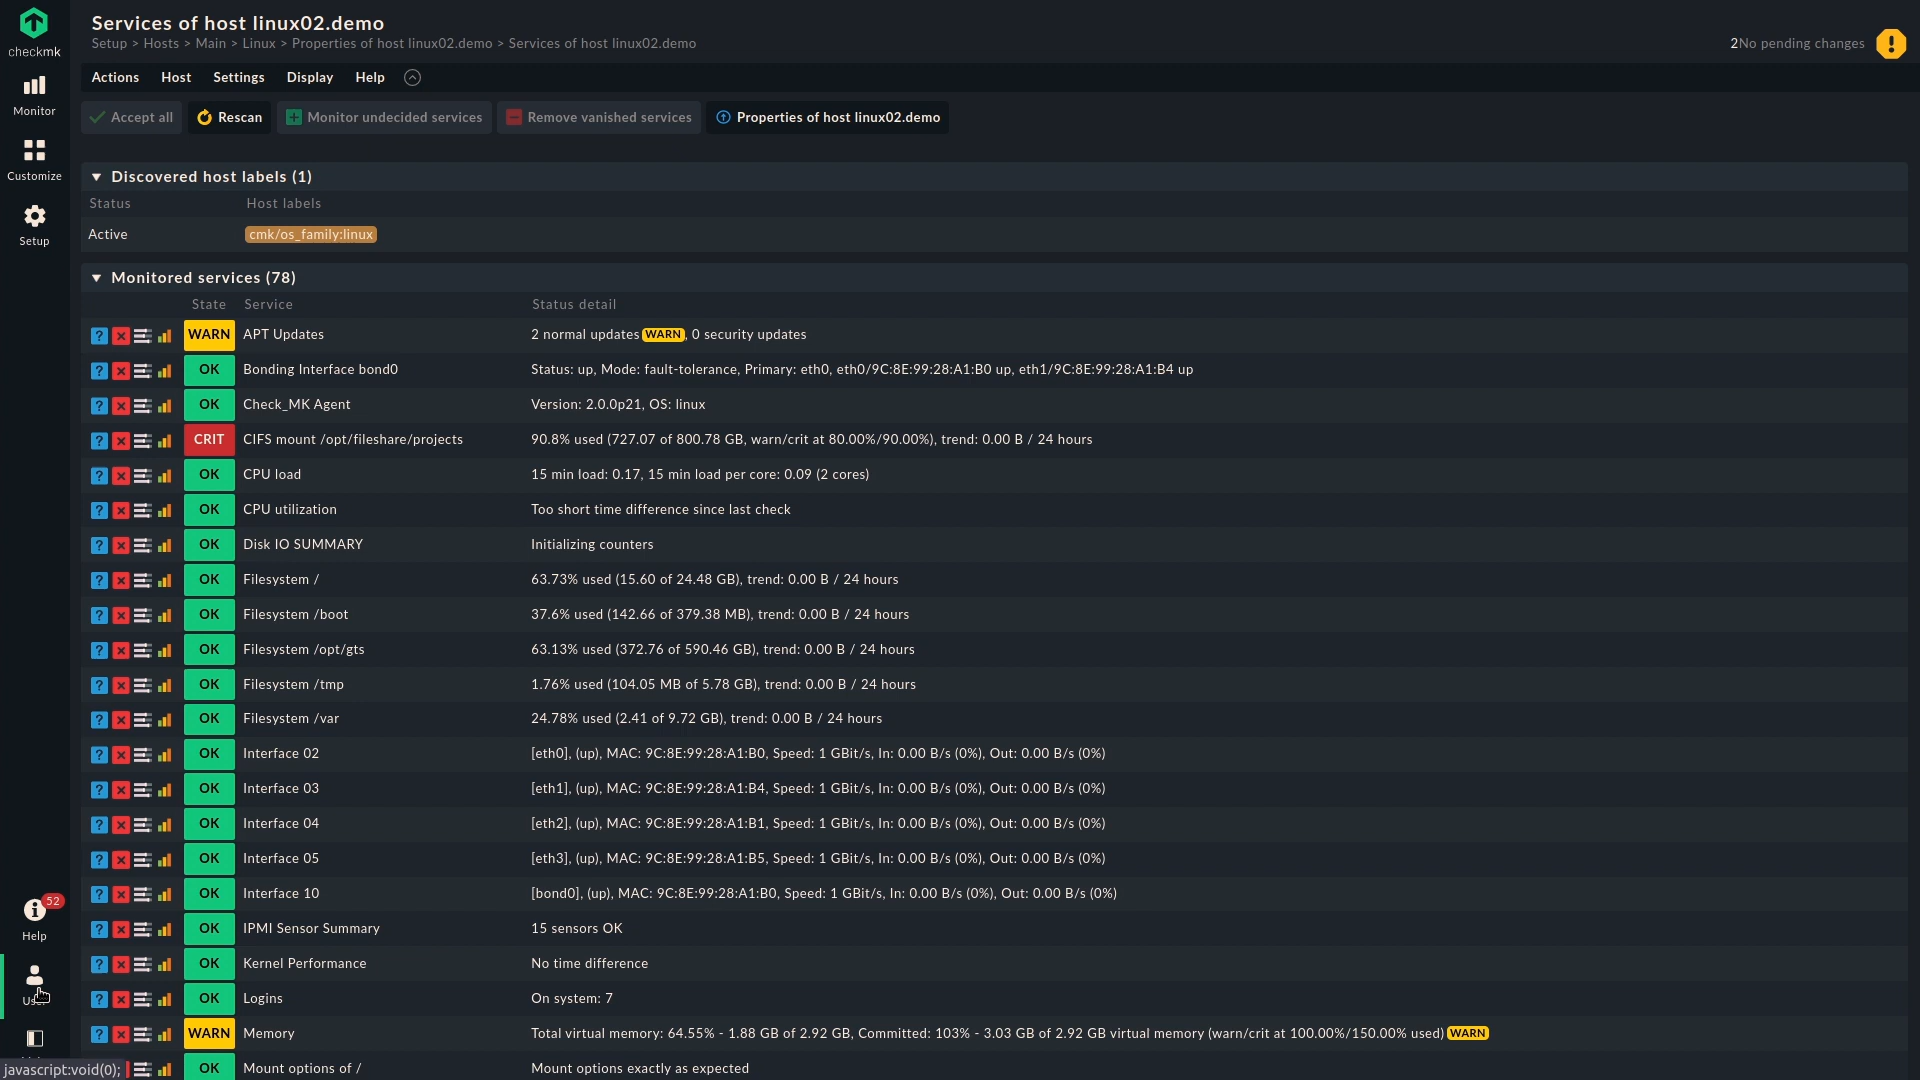 Services of host linux02.demo
Setup > Hosts > Main > Linux > Properties of host linux02.demo > Services of host linux02.demo
2No pending changes
checkmk
Monitor
Customize
Setup
Actions Host Settings Display Help
Accept all Rescan Monitor undecided services Remove vanished services Properties of host linux02.demo
Discovered host labels (1)
Status Host labels
Active cmk/os_family:linux
Monitored services (78)
State Service Status detail
WARN APT Updates 2 normal updates WARN, 0 security updates
OK Bonding Interface bond0 Status: up, Mode: fault-tolerance, Primary: eth0, eth0/9C:8E:99:28:A1:B0 up, eth1/9C:8E:99:28:A1:B4 up
OK Check_MK Agent Version: 2.0.0p21, OS: linux
CRIT CIFS mount /opt/fileshare/projects 90.8% used (727.07 of 800.78 GB, warn/crit at 80.00%/90.00%), trend: 0.00 B / 24 hours
OK CPU load 15 min load: 0.17, 15 min load per core: 0.09 (2 cores)
OK CPU utilization Too short time difference since last check
OK Disk IO SUMMARY Initializing counters
OK Filesystem / 63.73% used (15.60 of 24.48 GB), trend: 0.00 B / 24 hours
OK Filesystem /boot 37.6% used (142.66 of 379.38 MB), trend: 0.00 B / 24 hours
OK Filesystem /opt/gts 63.13% used (372.76 of 590.46 GB), trend: 0.00 B / 24 hours
OK Filesystem /tmp 1.76% used (104.05 MB of 5.78 GB), trend: 0.00 B / 24 hours
OK Filesystem /var 24.78% used (2.41 of 9.72 GB), trend: 0.00 B / 24 hours
OK Interface 02 [eth0], (up), MAC: 9C:8E:99:28:A1:B0, Speed: 1 GBit/s, In: 0.00 B/s (0%), Out: 0.00 B/s (0%)
OK Interface 03 [eth1], (up), MAC: 9C:8E:99:28:A1:B4, Speed: 1 GBit/s, In: 0.00 B/s (0%), Out: 0.00 B/s (0%)
OK Interface 04 [eth2], (up), MAC: 9C:8E:99:28:A1:B1, Speed: 1 GBit/s, In: 0.00 B/s (0%), Out: 0.00 B/s (0%)
OK Interface 05 [eth3], (up), MAC: 9C:8E:99:28:A1:B5, Speed: 1 GBit/s, In: 0.00 B/s (0%), Out: 0.00 B/s (0%)
OK Interface 10 [bond0], (up), MAC: 9C:8E:99:28:A1:B0, Speed: 1 GBit/s, In: 0.00 B/s (0%), Out: 0.00 B/s (0%)
OK IPMI Sensor Summary 15 sensors OK
OK Kernel Performance No time difference
OK Logins On system: 7
WARN Memory Total virtual memory: 64.55% - 1.88 GB of 2.92 GB, Committed: 103% - 3.03 GB of 2.92 GB virtual memory (warn/crit at 100.00%/150.00% used) WARN
OK Mount options of / Mount options exactly as expected
52
Help
javascript:void(0);